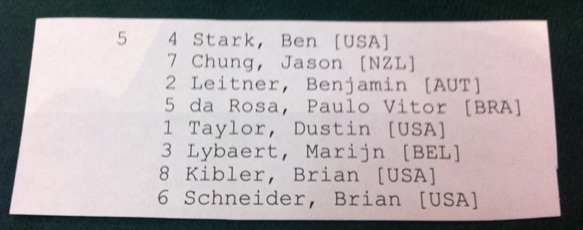 5 4 Stark, Ben [USA]
7 Chung, Jason [NZL]
2 Leitner, Benjamin [AUT]
5 da Rosa, Paulo Vitor [BRA]
1 Taylor, Dustin [USA]
3 Lybaert, Marijn [BEL]
8 Kibler, Brian [USA]
6 Schneider, Brian [USA]